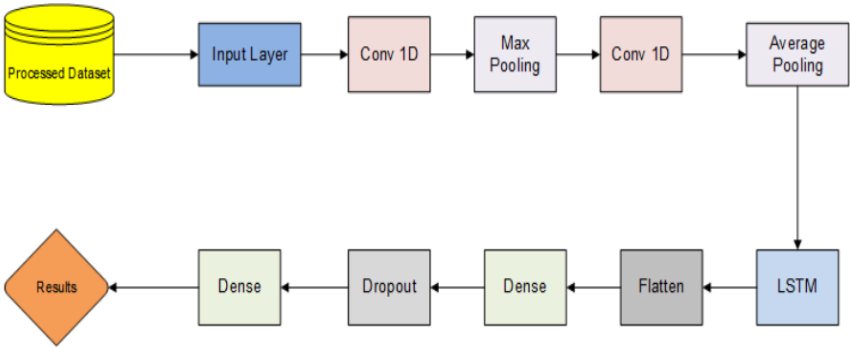 Processed Dataset
Input Layer
Conv 1D
Max
Pooling
Conv 1D
Average
Pooling
LSTM
Flatten
Dense
Dropout
Dense
Results